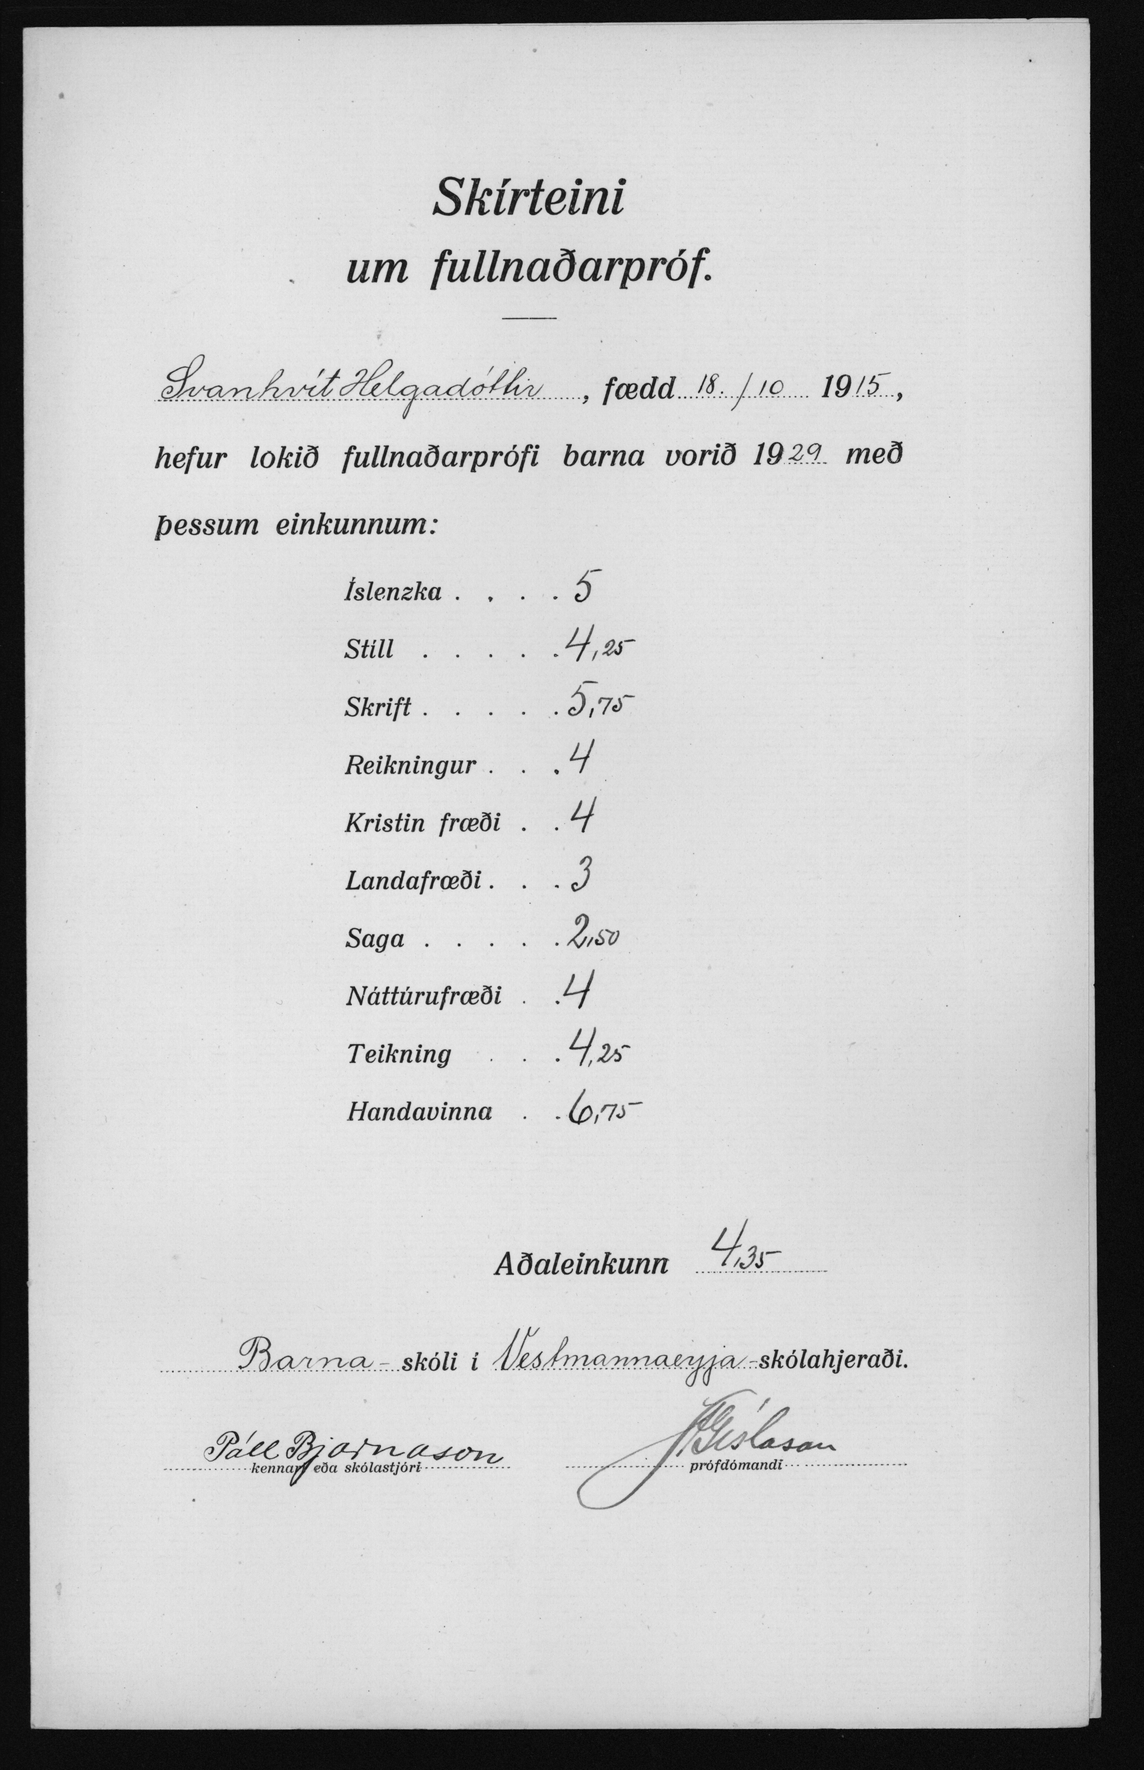 Skírteini
um fullnaðarpróf.
Svanhvít Helgadóttir, fædd 18. / 10 1915,
hefur lokið fullnaðarprófi barna vorið 1929 með
þessum einkunnum:
Íslenzka . . . . 5
Stíll . . . . . 4,25
Skrift . . . . . 5,75
Reikningur . . . 4
Kristin fræði . . 4
Landafræði . . . 3
Saga . . . . . 2,50
Náttúrufræði . . 4
Teikning . . . 4,25
Handavinna . . 6,75
Aðaleinkunn 4,35
Barna-skóli í Vestmannaeyja-skólahjeraði.
Páll Bjarnason Gíslason
kennari eða skólastjóri prófdómandi